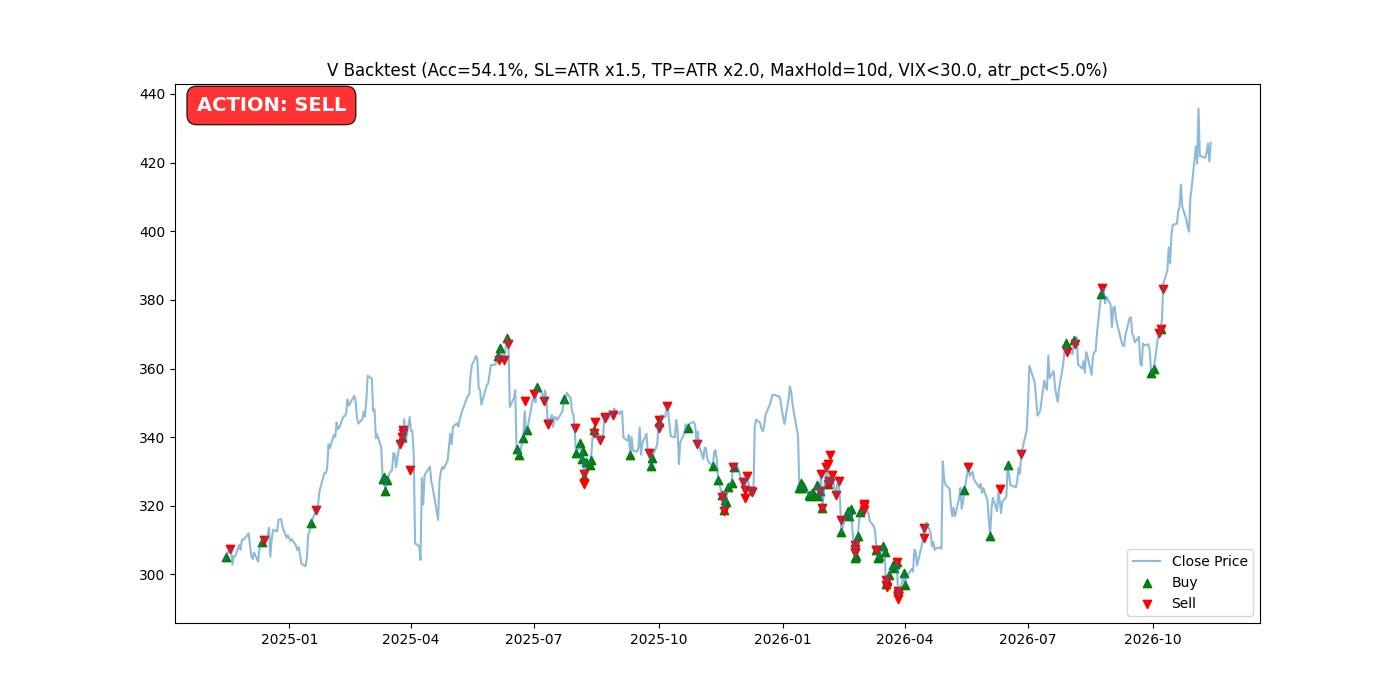 V Backtest (Acc=54.1%, SL=ATR x1.5, TP=ATR x2.0, MaxHold=10d, VIX<30.0, atr_pct<5.0%)
ACTION: SELL
440
420
400
380
360
340
320
300
2025-01 2025-04 2025-07 2025-10 2026-01 2026-04 2026-07 2026-10
Close Price
Buy
Sell